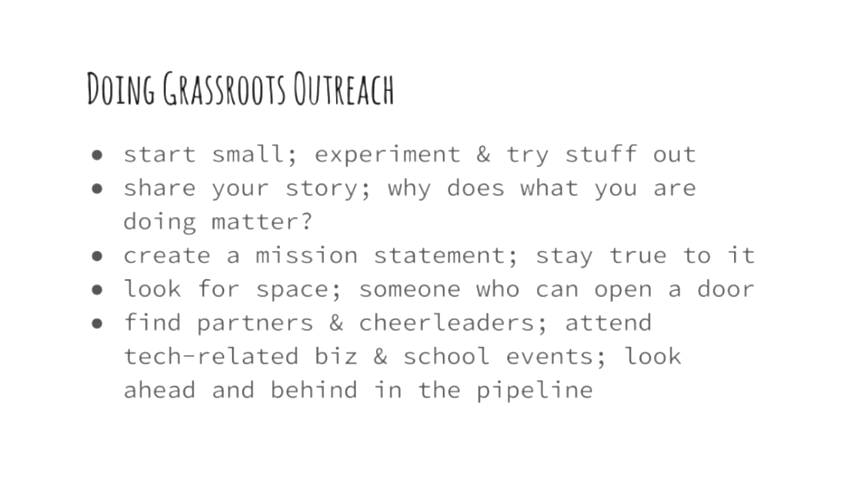 Doing Grassroots Outreach
● start small; experiment & try stuff out
● share your story; why does what you are
doing matter?
● create a mission statement; stay true to it
● look for space; someone who can open a door
● find partners & cheerleaders; attend
tech-related biz & school events; look
ahead and behind in the pipeline